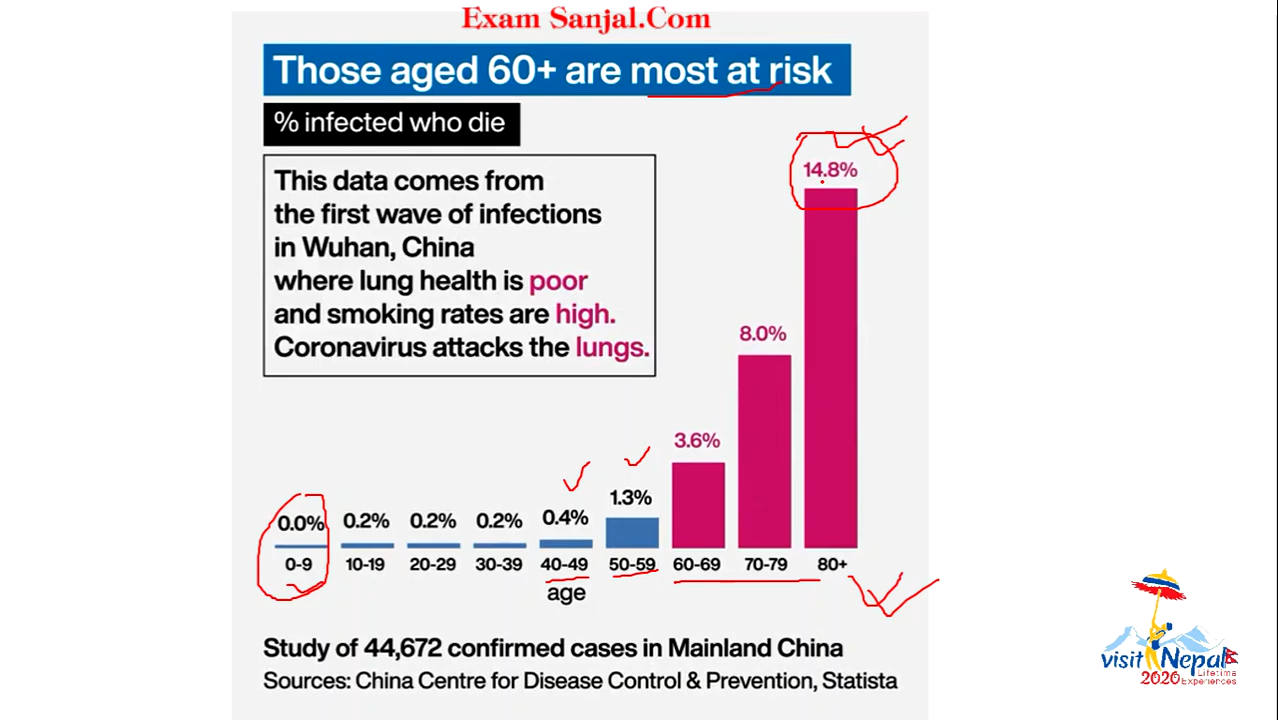 Exam Sanjal.Com
Those aged 60+ are most at risk
% infected who die
This data comes from
the first wave of infections
in Wuhan, China
where lung health is poor
and smoking rates are high.
Coronavirus attacks the lungs.
14.8%
8.0%
3.6%
1.3%
0.4%
0.0% 0.2% 0.2% 0.2%
0-9 10-19 20-29 30-39 40-49 50-59 60-69 70-79 80+
age
Study of 44,672 confirmed cases in Mainland China
Sources: China Centre for Disease Control & Prevention, Statista
visit Nepal
2020 Lifetime
Experiences